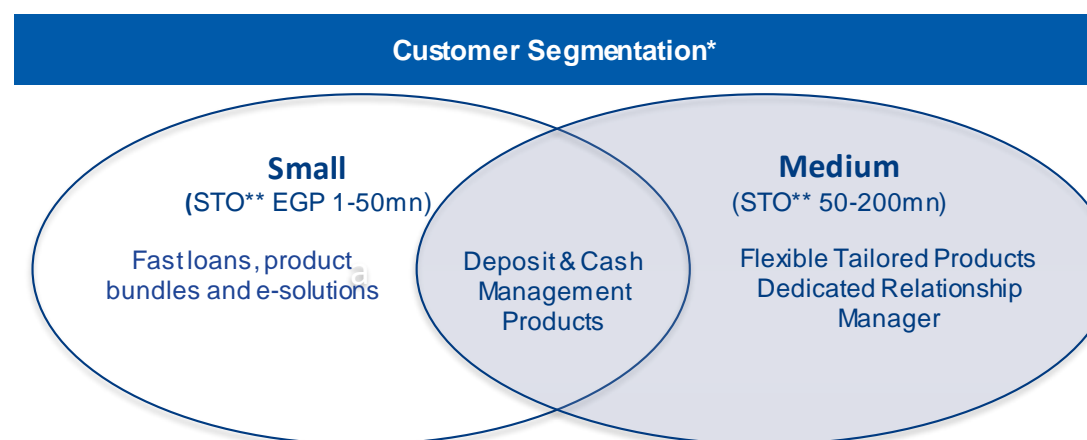 Customer Segmentation*
Small
(STO** EGP 1-50mn)
Fast loans, product
bundles and e-solutions
a
Deposit & Cash
Management
Products
Medium
(STO** 50-200mn)
Flexible Tailored Products
Dedicated Relationship
Manager